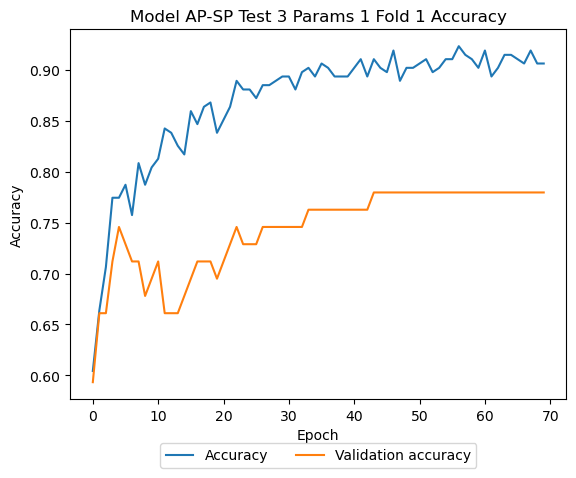 Model AP-SP Test 3 Params 1 Fold 1 Accuracy
0.90
0.85
0.80
0.75
0.70
0.65
0.60
Accuracy
0 10 20 30 40 50 60 70
Epoch
Accuracy Validation accuracy